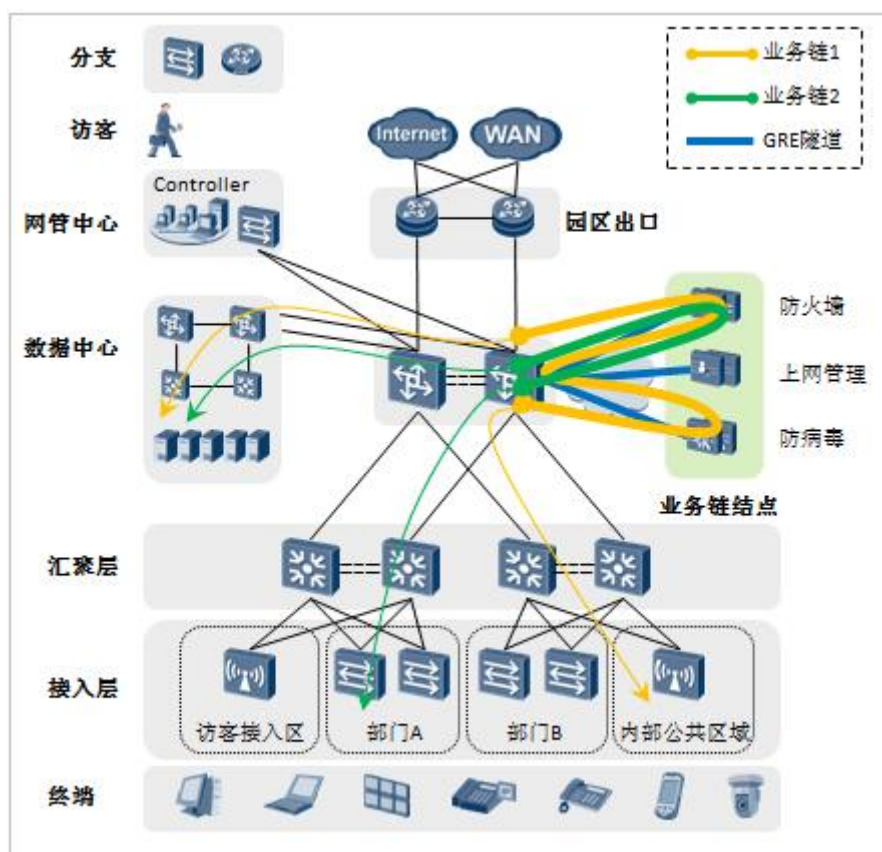 分支
业务链1
业务链2
GRE隧道
访客
Internet
WAN
Controller
网管中心
园区出口
数据中心
防火墙
上网管理
防病毒
业务链结点
汇聚层
接入层
访客接入区
部门A
部门B
内部公共区域
终端